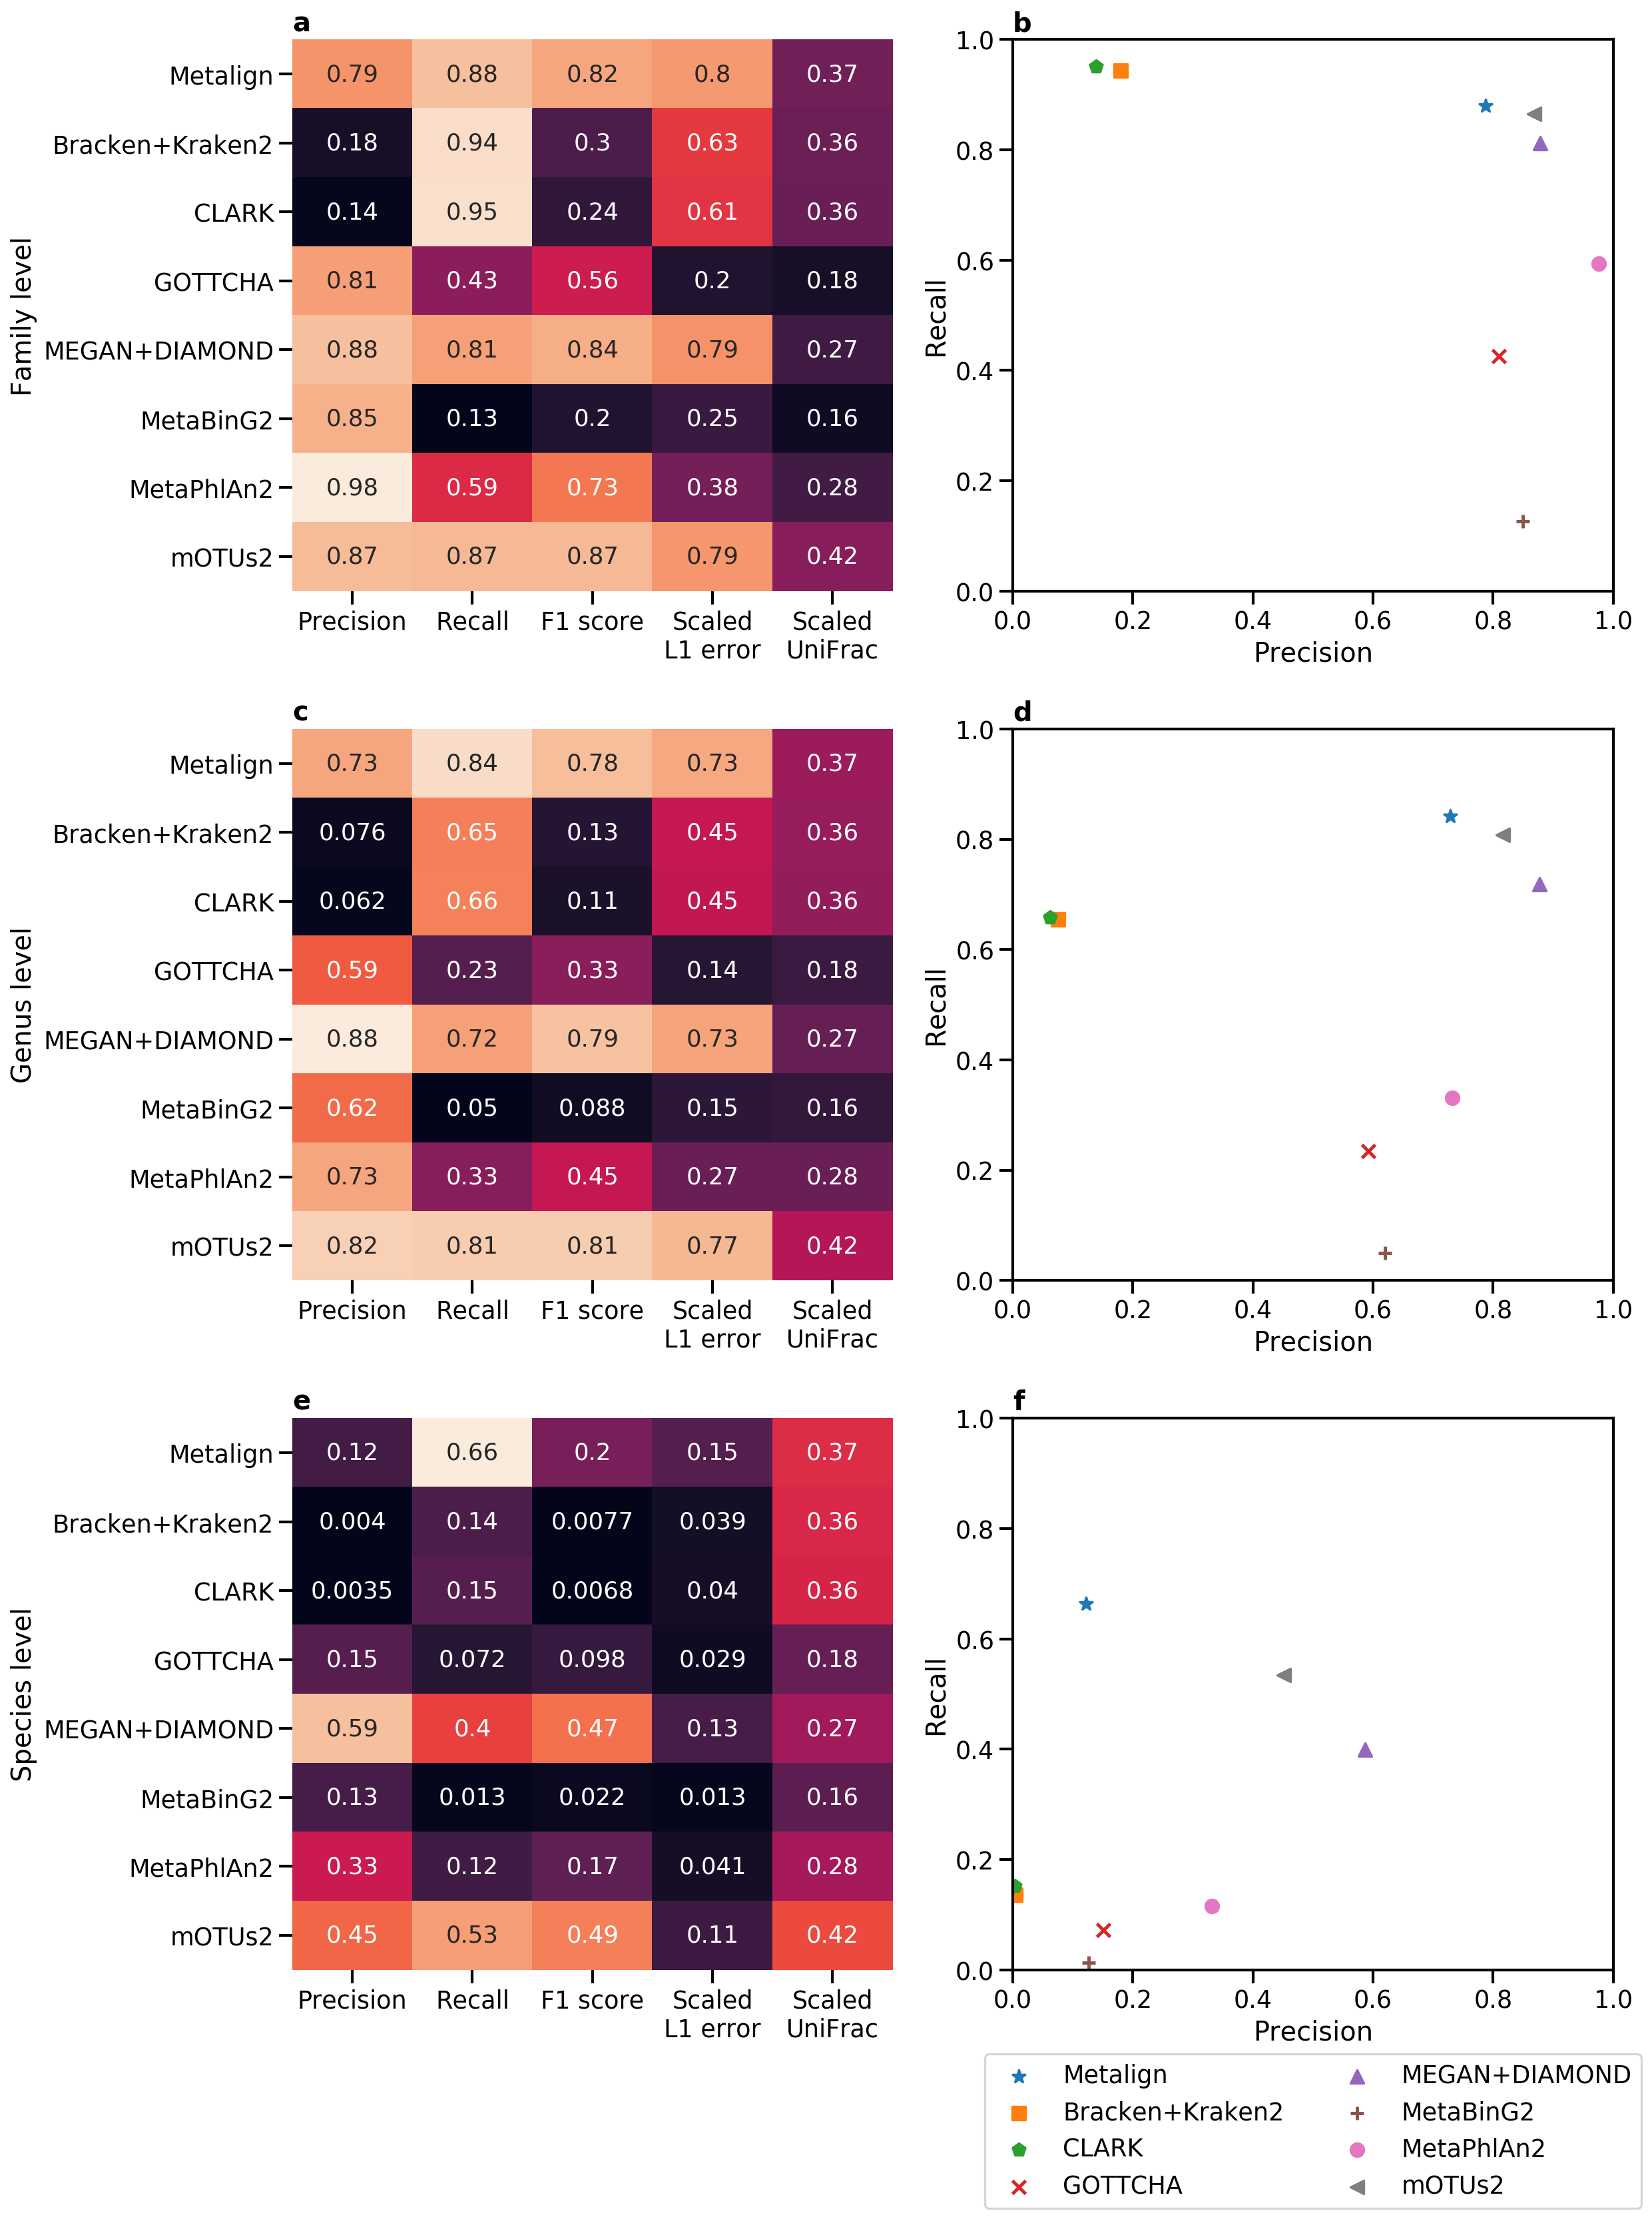 a
Family level
Metalign 0.79 0.88 0.82 0.8 0.37
Bracken+Kraken2 0.18 0.94 0.3 0.63 0.36
CLARK 0.14 0.95 0.24 0.61 0.36
GOTTCHA 0.81 0.43 0.56 0.2 0.18
MEGAN+DIAMOND 0.88 0.81 0.84 0.79 0.27
MetaBinG2 0.85 0.13 0.2 0.25 0.16
MetaPhlAn2 0.98 0.59 0.73 0.38 0.28
mOTUs2 0.87 0.87 0.87 0.79 0.42
Precision Recall F1 score Scaled Scaled
L1 error UniFrac
b
1.0
0.8
0.6
0.4
0.2
0.0
Recall
0.0 0.2 0.4 0.6 0.8 1.0
Precision
c
Genus level
Metalign 0.73 0.84 0.78 0.73 0.37
Bracken+Kraken2 0.076 0.65 0.13 0.45 0.36
CLARK 0.062 0.66 0.11 0.45 0.36
GOTTCHA 0.59 0.23 0.33 0.14 0.18
MEGAN+DIAMOND 0.88 0.72 0.79 0.73 0.27
MetaBinG2 0.62 0.05 0.088 0.15 0.16
MetaPhlAn2 0.73 0.33 0.45 0.27 0.28
mOTUs2 0.82 0.81 0.81 0.77 0.42
Precision Recall F1 score Scaled Scaled
L1 error UniFrac
d
1.0
0.8
0.6
0.4
0.2
0.0
Recall
0.0 0.2 0.4 0.6 0.8 1.0
Precision
e
Species level
Metalign 0.12 0.66 0.2 0.15 0.37
Bracken+Kraken2 0.004 0.14 0.0077 0.039 0.36
CLARK 0.0035 0.15 0.0068 0.04 0.36
GOTTCHA 0.15 0.072 0.098 0.029 0.18
MEGAN+DIAMOND 0.59 0.4 0.47 0.13 0.27
MetaBinG2 0.13 0.013 0.022 0.013 0.16
MetaPhlAn2 0.33 0.12 0.17 0.041 0.28
mOTUs2 0.45 0.53 0.49 0.11 0.42
Precision Recall F1 score Scaled Scaled
L1 error UniFrac
f
1.0
0.8
0.6
0.4
0.2
0.0
Recall
0.0 0.2 0.4 0.6 0.8 1.0
Precision
Metalign
Bracken+Kraken2
CLARK
GOTTCHA
MEGAN+DIAMOND
MetaBinG2
MetaPhlAn2
mOTUs2